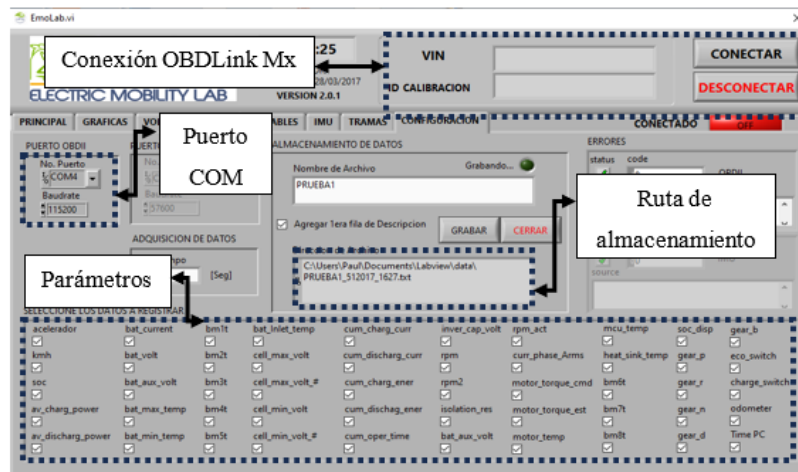 EmoLab.vi
Conexión OBDLink Mx
:25
28/03/2017
VERSION 2.0.1
ELECTRIC MOBILITY LAB
VIN
ID CALIBRACION
CONECTAR
DESCONECTAR
PRINCIPAL GRAFICAS IMU TRAMAS CONFIGURACION
CONECTADO OFF
PUERTO OBDII
No. Puerto
COM4
Baudrate
115200
Puerto
COM
Baudrate
57600
ADQUISICION DE DATOS
[Seg]
ALMACENAMIENTO DE DATOS
Nombre de Archivo
Grabando...
PRUEBA1
Agregar 1era fila de Descripcion
GRABAR
CERRAR
C:\Users\Paul\Documents\Labview\data\
PRUEBA1_512017_1627.txt
ERRORES
status code
Ruta de
almacenamiento
source
Parámetros
SELECCIONE LOS DATOS A REGISTRAR
acelerador bat_current bm1t bat_Inlet_temp cum_charg_curr inver_cap_volt rpm_act mcu_temp soc_disp gear_b
kmh bat_volt bm2t cell_max_volt cum_discharg_curr rpm curr_phase_Arms heat_sink_temp gear_p eco_switch
soc bat_aux_volt bm3t cell_max_volt_# cum_charg_ener rpm2 motor_torque_cmd bm6t gear_r charge_switch
av_charg_power bat_max_temp bm4t cell_min_volt cum_dischag_ener isolation_res motor_torque_est bm7t gear_n odometer
av_discharg_power bat_min_temp bm5t cell_min_volt_# cum_oper_time bat_aux_volt motor_temp bm8t gear_d Time PC